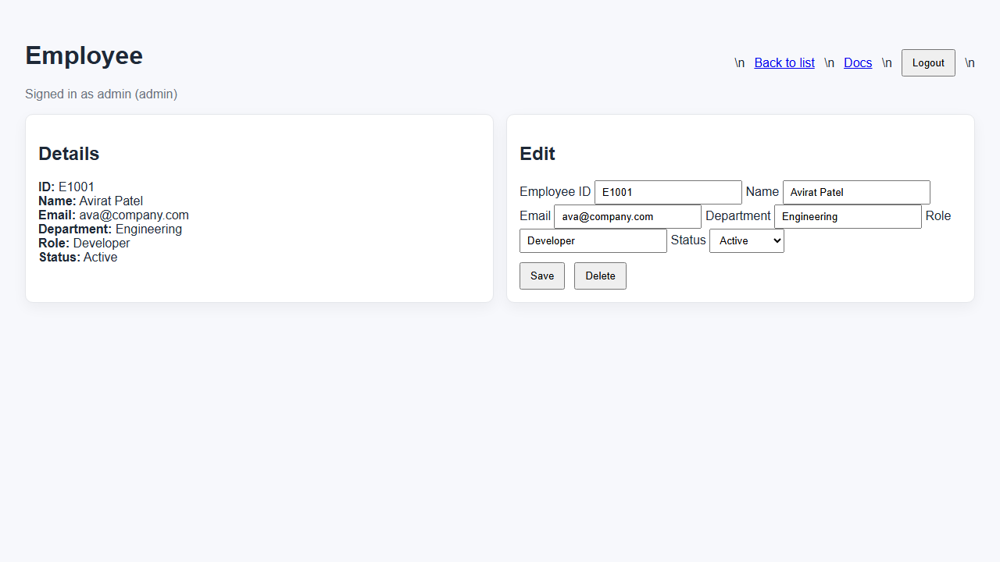 Employee
\n Back to list \n Docs \n Logout \n
Signed in as admin (admin)
Details
ID: E1001
Name: Avirat Patel
Email: ava@company.com
Department: Engineering
Role: Developer
Status: Active
Edit
Employee ID E1001 Name Avirat Patel
Email ava@company.com Department Engineering Role
Developer Status Active
Save Delete